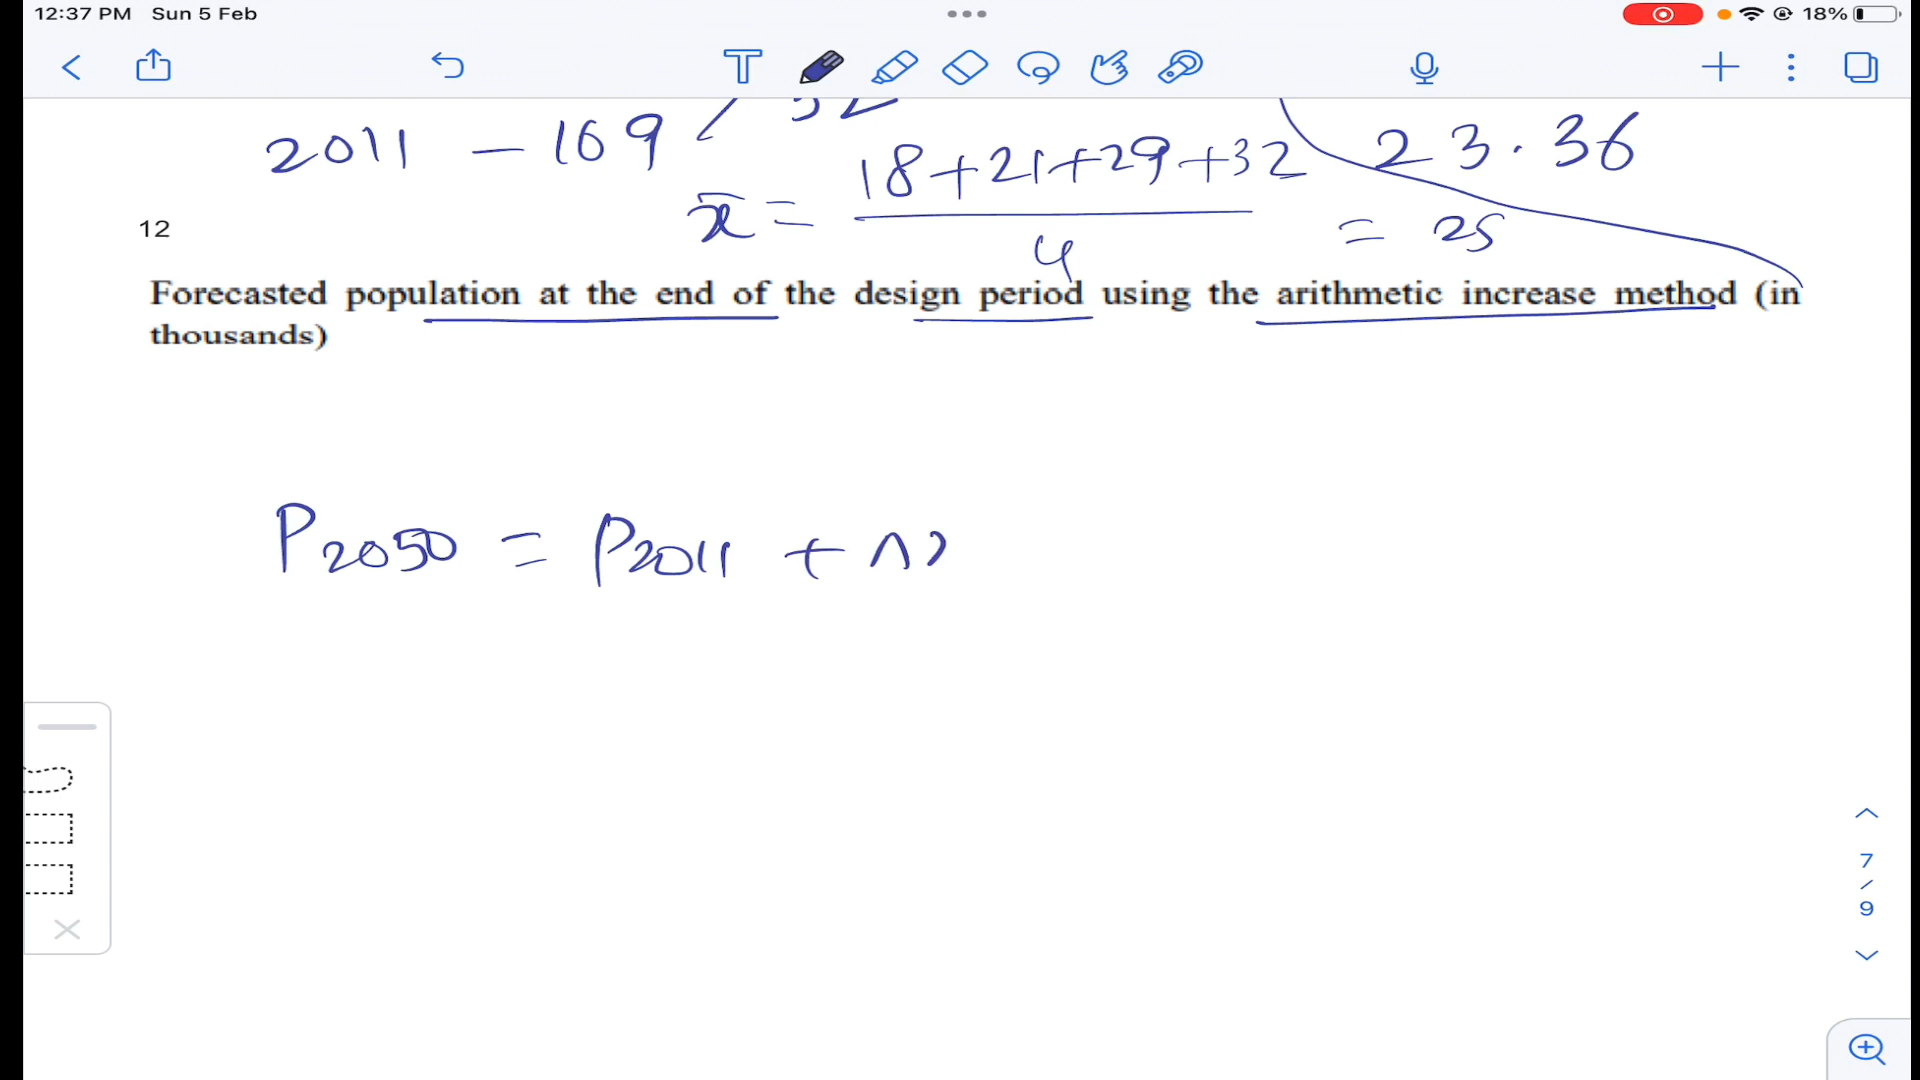 12:37 PM Sun 5 Feb
18%
2011 - 169
18+21+29+32
23.36
x̄ =
4
= 25
12
Forecasted population at the end of the design period using the arithmetic increase method (in
thousands)
P2050 = P2011 + n
7
/
9